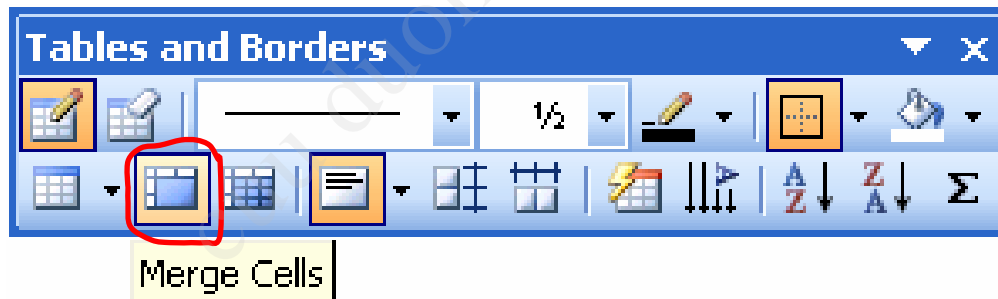 Tables and Borders
½
A
Z
Z
A
Σ
Merge Cells